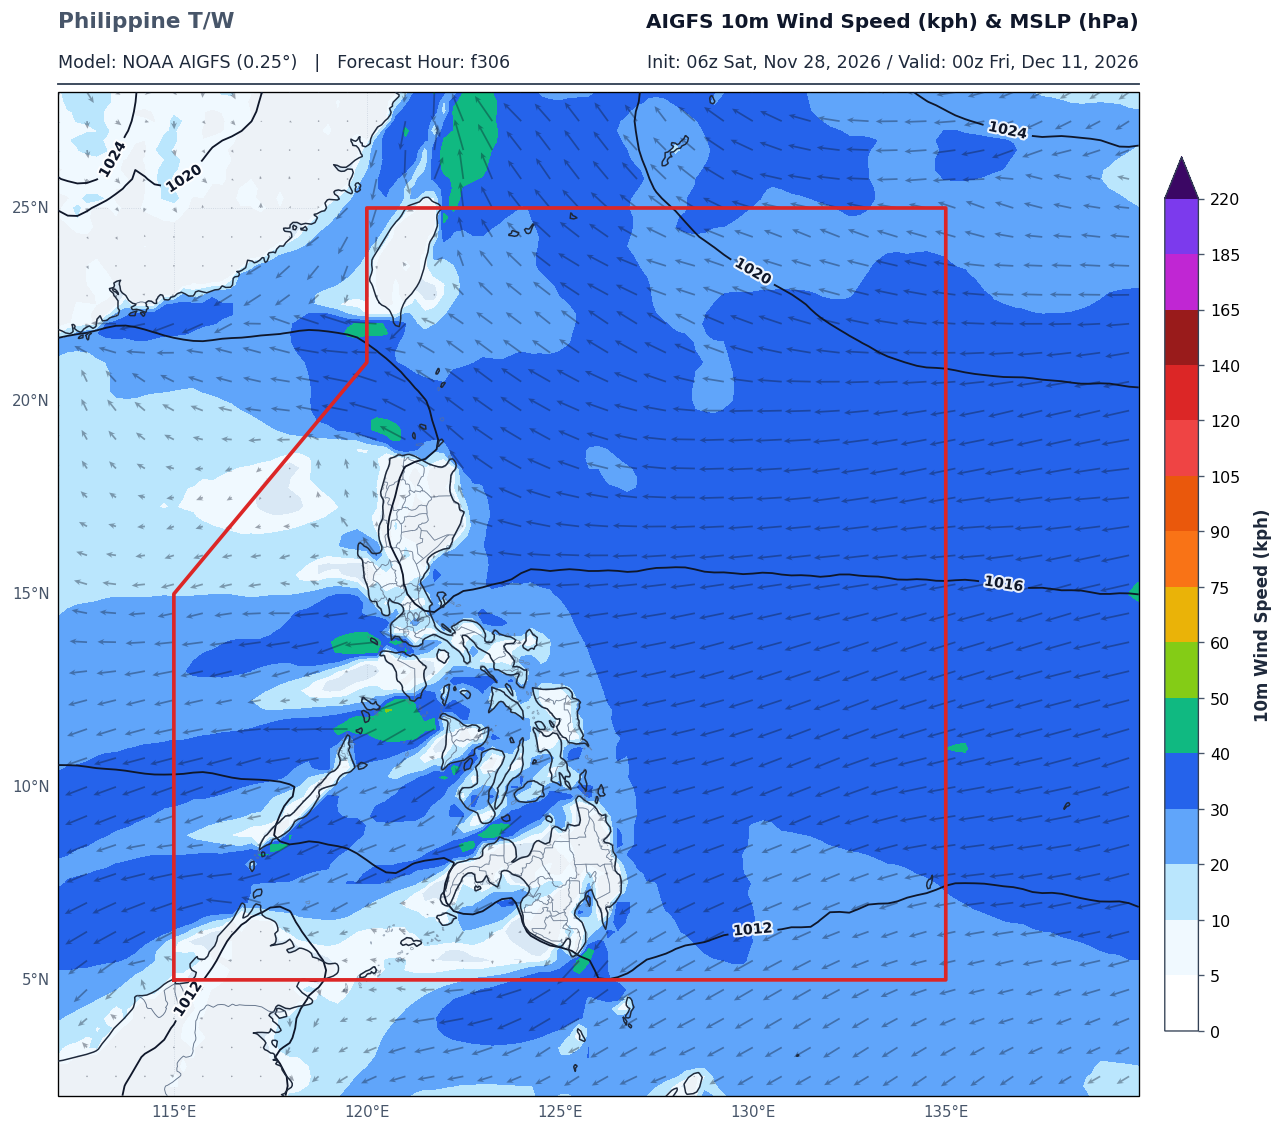 Philippine T/W
AIGFS 10m Wind Speed (kph) & MSLP (hPa)
Model: NOAA AIGFS (0.25°)   |   Forecast Hour: f306
Init: 06z Sat, Nov 28, 2026 / Valid: 00z Fri, Dec 11, 2026
1024
1020
1024
1020
1016
1012
1012
25°N
20°N
15°N
10°N
5°N
115°E
120°E
125°E
130°E
135°E
220
185
165
140
120
105
90
75
60
50
40
30
20
10
5
0
10m Wind Speed (kph)